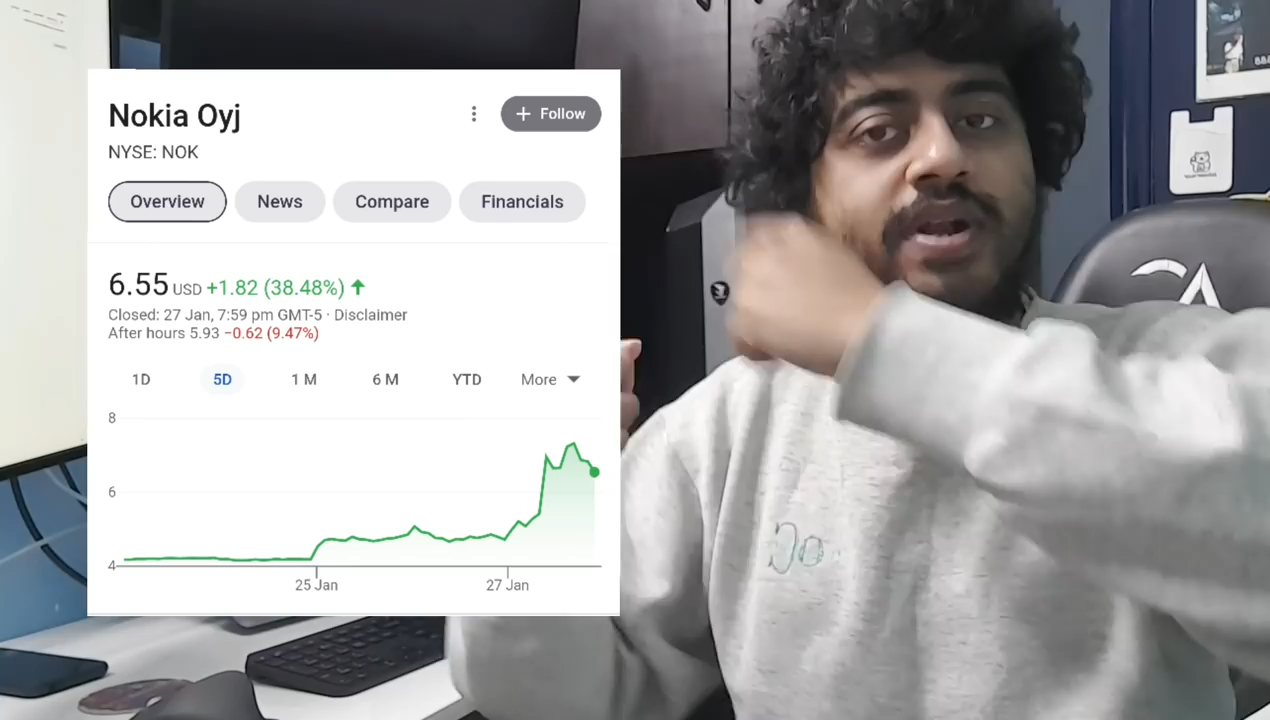 Nokia Oyj
+ Follow
NYSE: NOK
Overview News Compare Financials
6.55 USD +1.82 (38.48%)
Closed: 27 Jan, 7:59 pm GMT-5 · Disclaimer
After hours 5.93 −0.62 (9.47%)
1D 5D 1 M 6 M YTD More
8
6
4
25 Jan 27 Jan